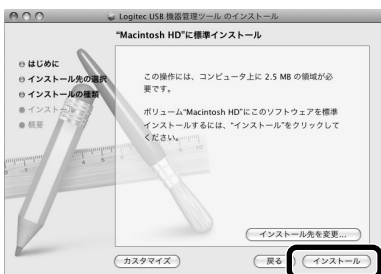 Logitec USB 機器管理ツール のインストール
"Macintosh HD"に標準インストール
はじめに
インストール先の選択
インストールの種類
インストール
概要
この操作には、コンピュータ上に 2.5 MB の領域が必
要です。
ボリューム"Macintosh HD"にこのソフトウェアを標準
インストールするには、"インストール"をクリックして
ください。
インストール先を変更...
カスタマイズ
戻る
インストール